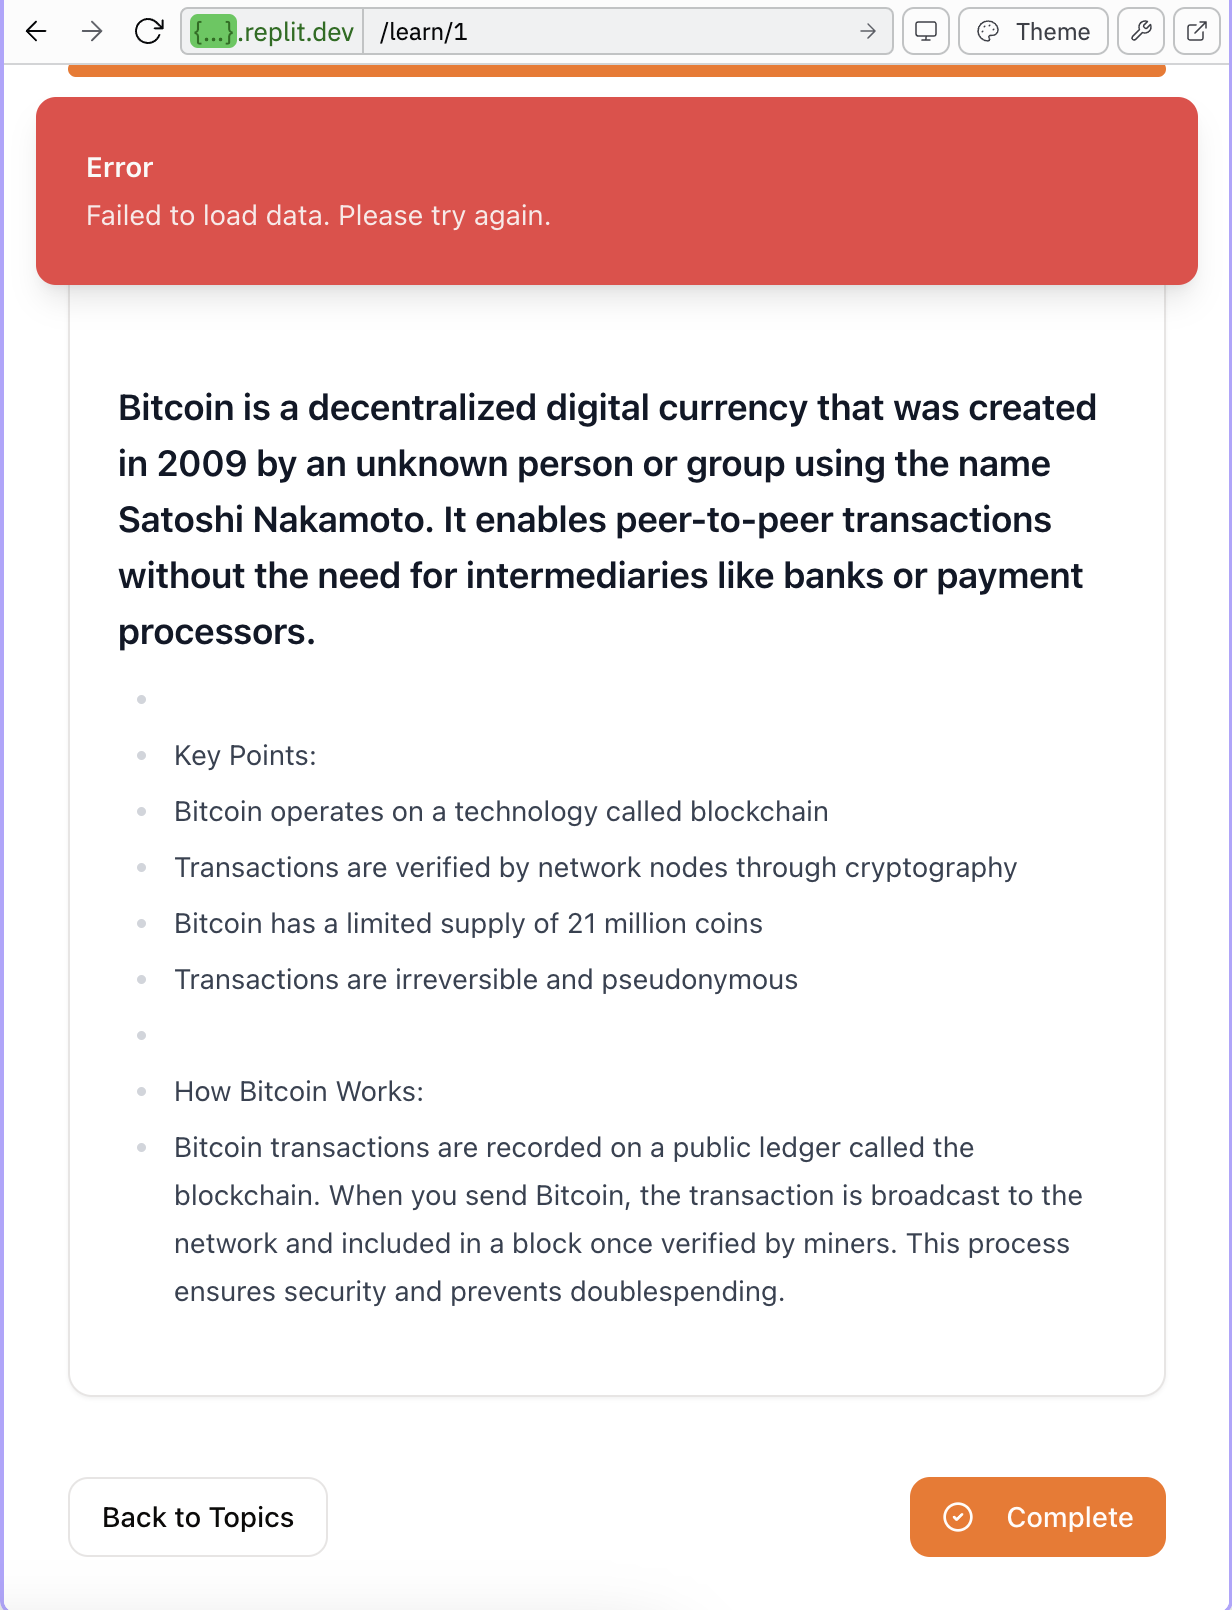 {...}.replit.dev /learn/1 Theme
Error
Failed to load data. Please try again.
Bitcoin is a decentralized digital currency that was created
in 2009 by an unknown person or group using the name
Satoshi Nakamoto. It enables peer-to-peer transactions
without the need for intermediaries like banks or payment
processors.
Key Points:
Bitcoin operates on a technology called blockchain
Transactions are verified by network nodes through cryptography
Bitcoin has a limited supply of 21 million coins
Transactions are irreversible and pseudonymous
How Bitcoin Works:
Bitcoin transactions are recorded on a public ledger called the
blockchain. When you send Bitcoin, the transaction is broadcast to the
network and included in a block once verified by miners. This process
ensures security and prevents doublespending.
Back to Topics
Complete